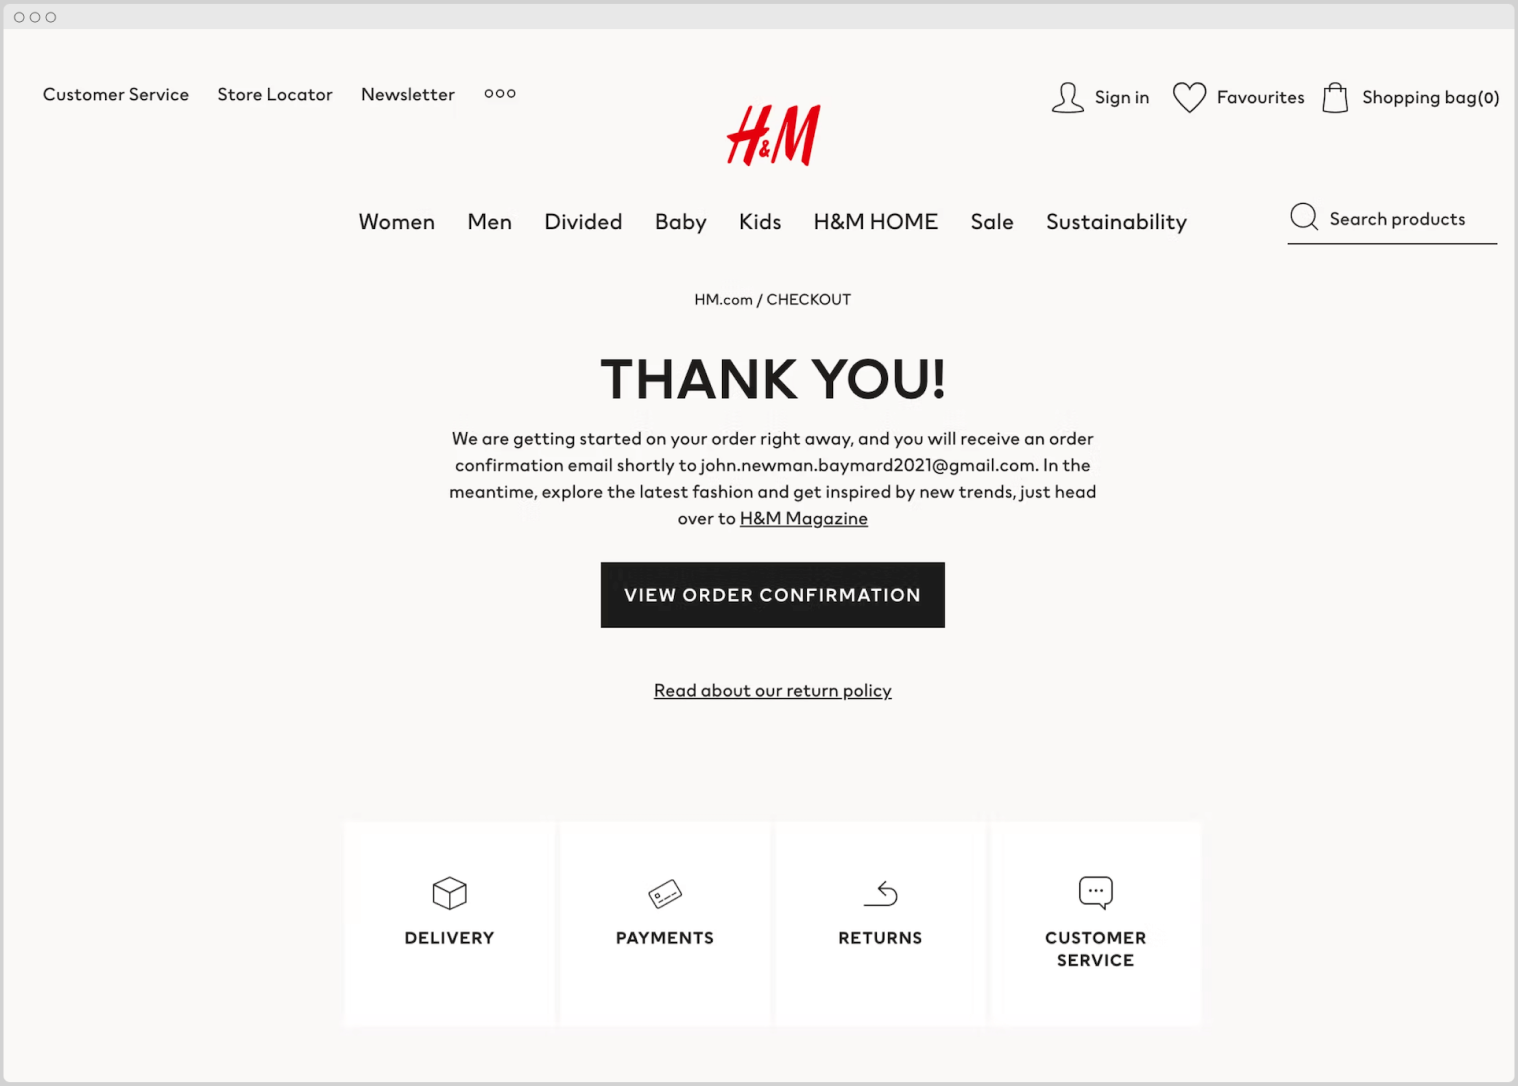 Customer Service Store Locator Newsletter
Sign in Favourites Shopping bag(0)
H&M
Women Men Divided Baby Kids H&M HOME Sale Sustainability
Search products
HM.com / CHECKOUT
THANK YOU!
We are getting started on your order right away, and you will receive an order
confirmation email shortly to john.newman.baymard2021@gmail.com. In the
meantime, explore the latest fashion and get inspired by new trends, just head
over to H&M Magazine
VIEW ORDER CONFIRMATION
Read about our return policy
DELIVERY
PAYMENTS
RETURNS
CUSTOMER
SERVICE